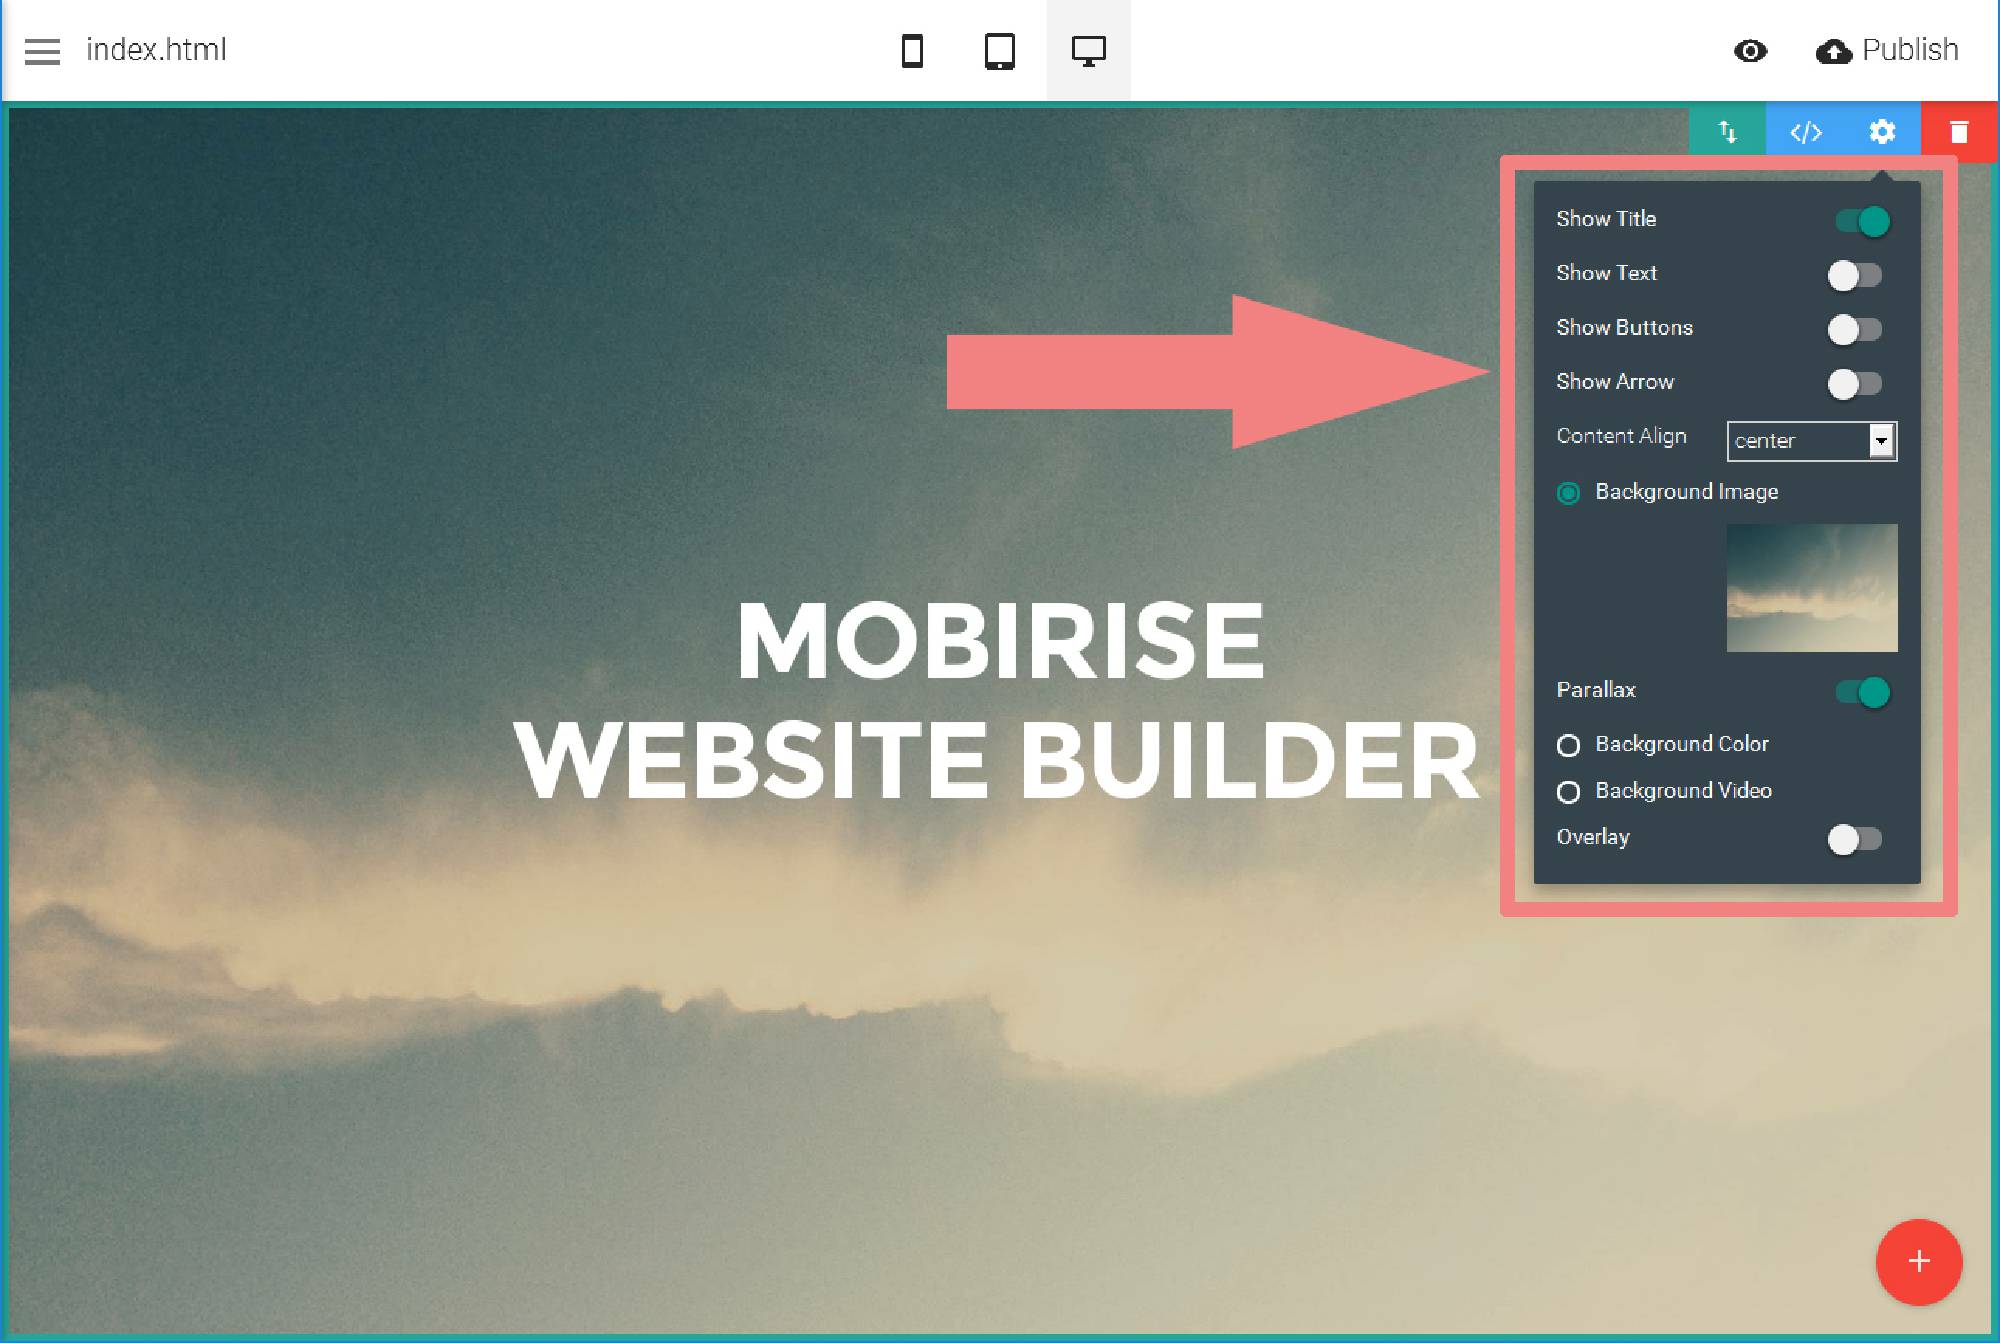 index.html
Publish
Show Title
Show Text
Show Buttons
Show Arrow
Content Align center
Background Image
MOBIRISE
WEBSITE BUILDER
Parallax
Background Color
Background Video
Overlay